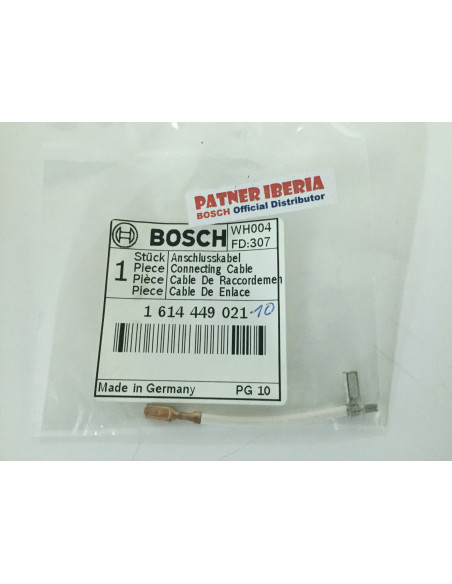 PATNER IBERIA
BOSCH Official Distributor
BOSCH
WH004
FD:307
1
Stück Anschlusskabel
Piece Connecting Cable
Pièce Cable De Raccordemen
Piece Cable De Enlace
1 614 449 021 10
Made in Germany PG 10